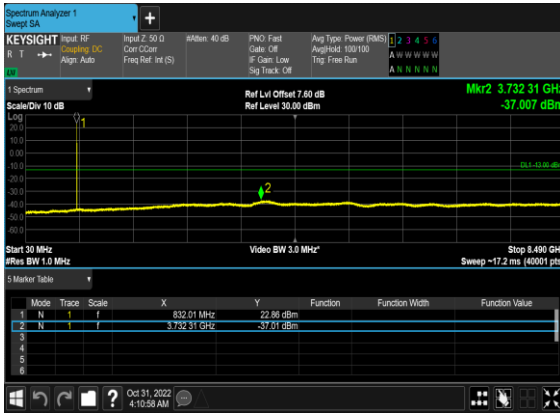 Spectrum Analyzer 1
Swept SA
+
KEYSIGHT Input: RF Input Z: 50 Ω #Atten: 40 dB PNO: Fast Avg Type: Power (RMS) 1 2 3 4 5 6
R T Coupling: DC Corr CCorr Gate: Off Avg|Hold: 100/100 A W W W W W
Align: Auto Freq Ref: Int (S) IF Gain: Low Trig: Free Run
Sig Track: Off A N N N N N
1 Spectrum Ref Lvl Offset 7.60 dB Mkr2 3.732 31 GHz
Scale/Div 10 dB Ref Level 30.00 dBm -37.007 dBm
Log
20.0
10.0
0.00
-10.0
-20.0
-30.0
-40.0
-50.0
-60.0
1
DL1 -13.00 dBm
2
Start 30 MHz Video BW 3.0 MHz* Stop 8.490 GHz
#Res BW 1.0 MHz Sweep ~17.2 ms (40001 pts)
5 Marker Table
Mode Trace Scale X Y Function Function Width Function Value
1 N 1 f 832.01 MHz 22.86 dBm
2 N 1 f 3.732 31 GHz -37.01 dBm
3
4
5
6
? Oct 31, 2022
4:10:58 AM